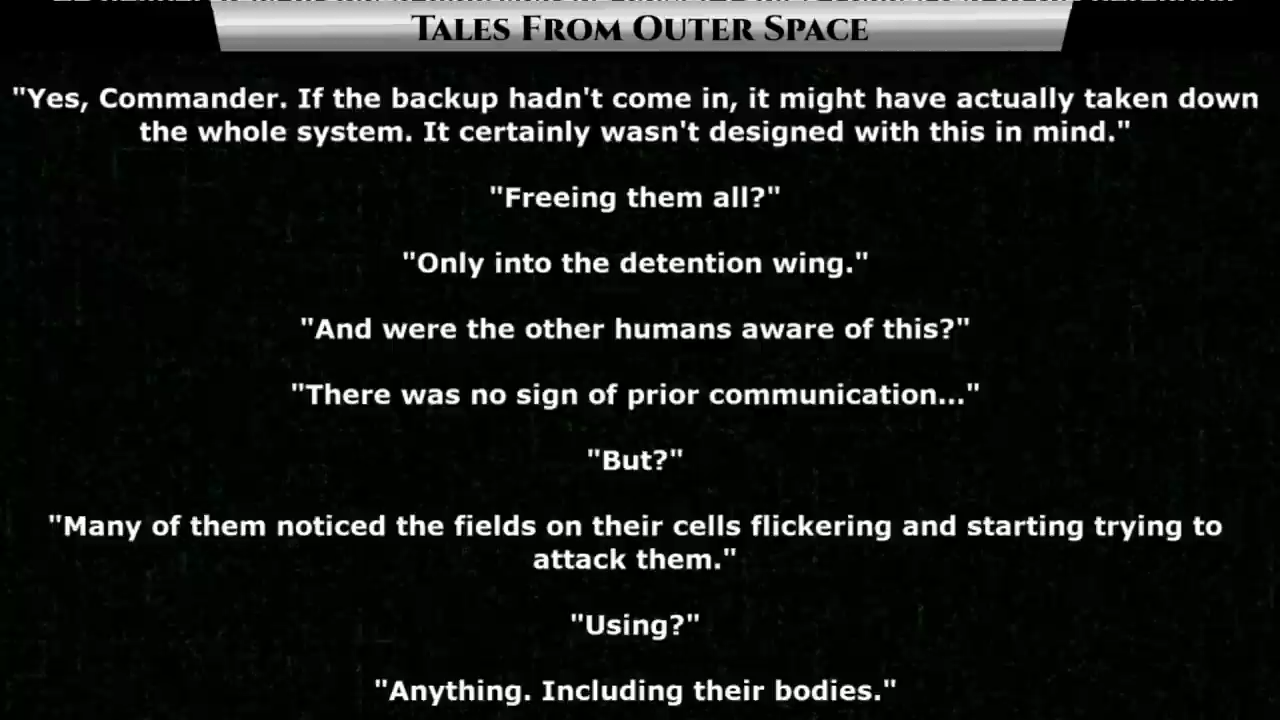 TALES FROM OUTER SPACE
"Yes, Commander. If the backup hadn't come in, it might have actually taken down
the whole system. It certainly wasn't designed with this in mind."
"Freeing them all?"
"Only into the detention wing."
"And were the other humans aware of this?"
"There was no sign of prior communication..."
"But?"
"Many of them noticed the fields on their cells flickering and starting trying to
attack them."
"Using?"
"Anything. Including their bodies."